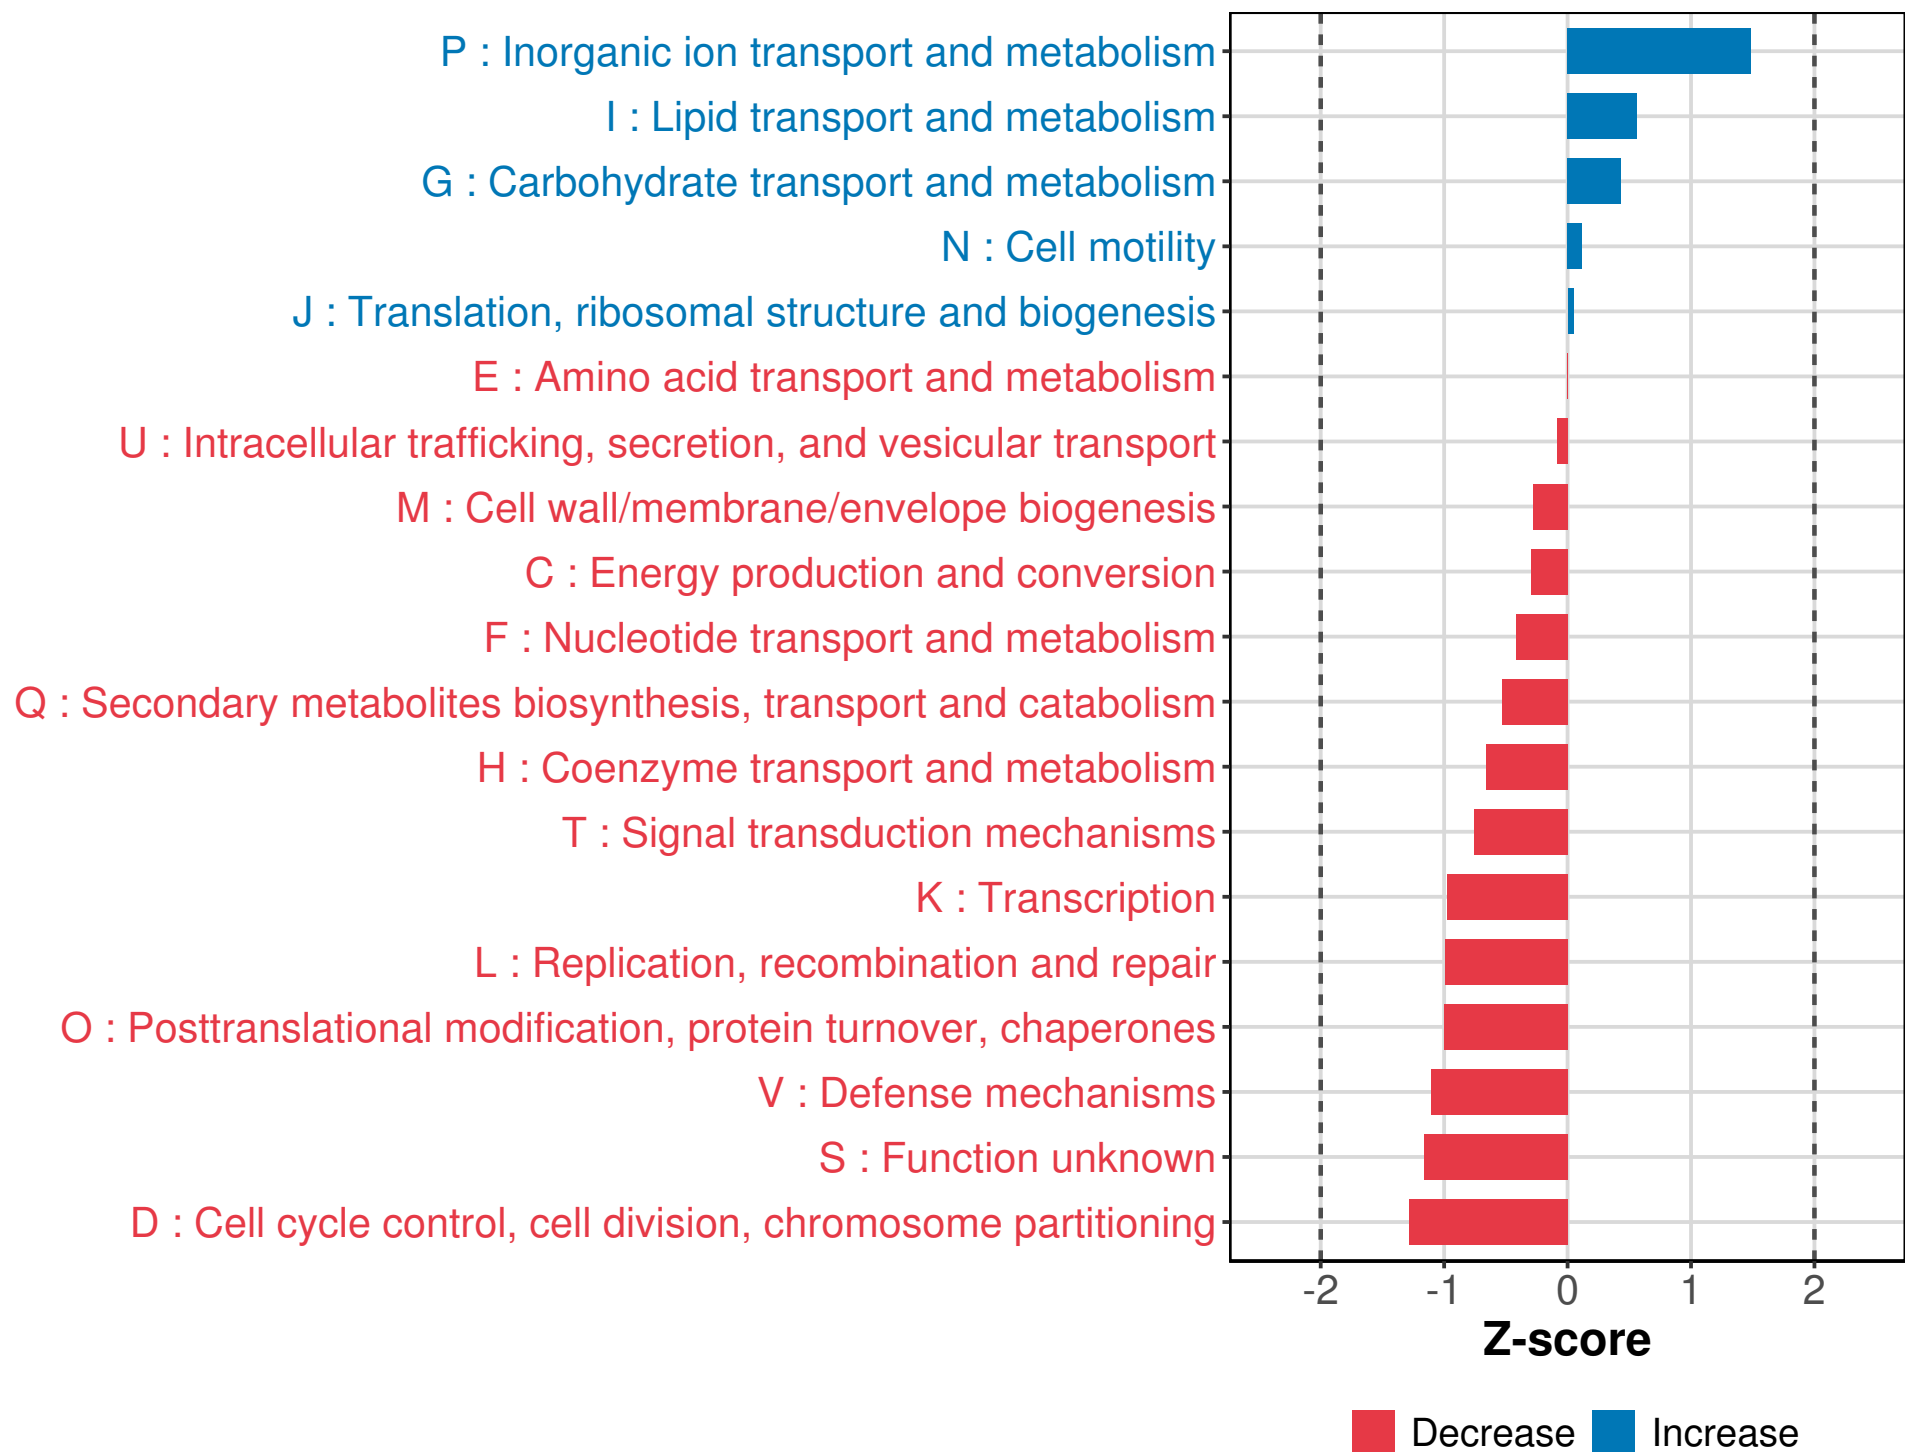 P : Inorganic ion transport and metabolism
I : Lipid transport and metabolism
G : Carbohydrate transport and metabolism
N : Cell motility
J : Translation, ribosomal structure and biogenesis
E : Amino acid transport and metabolism
U : Intracellular trafficking, secretion, and vesicular transport
M : Cell wall/membrane/envelope biogenesis
C : Energy production and conversion
F : Nucleotide transport and metabolism
Q : Secondary metabolites biosynthesis, transport and catabolism
H : Coenzyme transport and metabolism
T : Signal transduction mechanisms
K : Transcription
L : Replication, recombination and repair
O : Posttranslational modification, protein turnover, chaperones
V : Defense mechanisms
S : Function unknown
D : Cell cycle control, cell division, chromosome partitioning
-2 -1 0 1 2
Z-score
Decrease Increase